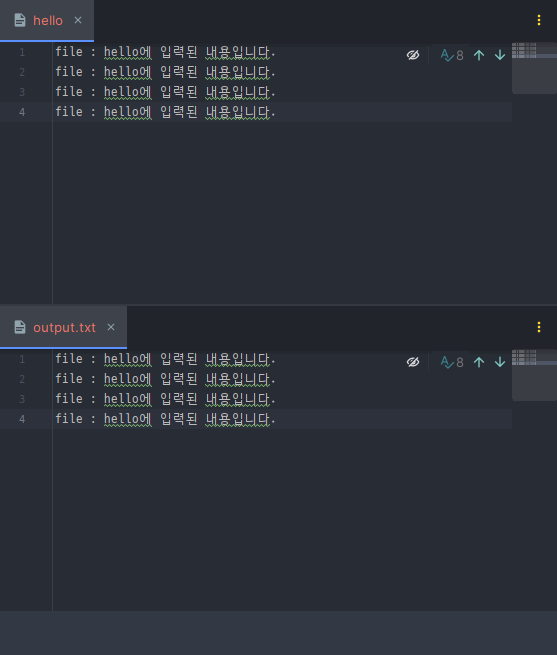 hello
8
1 file : hello에 입력된 내용입니다.
2 file : hello에 입력된 내용입니다.
3 file : hello에 입력된 내용입니다.
4 file : hello에 입력된 내용입니다.
output.txt
8
1 file : hello에 입력된 내용입니다.
2 file : hello에 입력된 내용입니다.
3 file : hello에 입력된 내용입니다.
4 file : hello에 입력된 내용입니다.